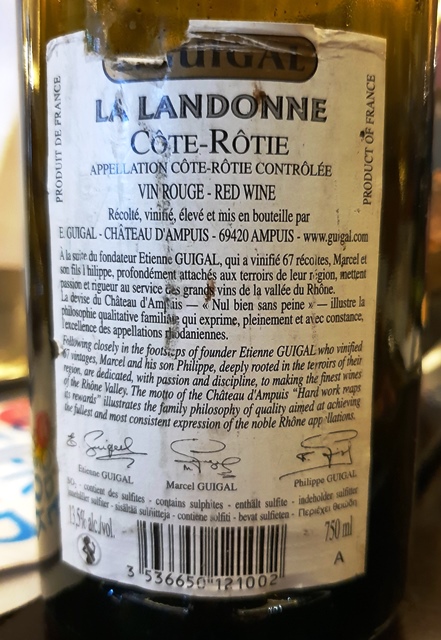 GUIGAL
LA LANDONNE
CÔTE-RÔTIE
APPELLATION CÔTE-RÔTIE CONTRÔLÉE
VIN ROUGE - RED WINE
PRODUIT DE FRANCE
PRODUCT OF FRANCE
Récolté, vinifié, élevé et mis en bouteille par
E. GUIGAL - CHÂTEAU D'AMPUIS - 69420 AMPUIS - www.guigal.com
À la suite du fondateur Etienne GUIGAL, qui a vinifié 67 récoltes, Marcel et
son fils Philippe, profondément attachés aux terroirs de leur région, mettent
passion et rigueur au service des grands vins de la vallée du Rhône.
La devise du Château d'Ampuis — « Nul bien sans peine » — illustre la
philosophie qualitative familiale qui exprime, pleinement et avec constance,
l'excellence des appellations rhodaniennes.
Following closely in the footsteps of founder Etienne GUIGAL who vinified
67 vintages, Marcel and his son Philippe, deeply rooted in the terroirs of their
region, are dedicated, with passion and discipline, to making the finest wines
of the Rhône Valley. The motto of the Château d'Ampuis "Hard work reaps
its rewards" illustrates the family philosophy of quality aimed at achieving
the fullest and most consistent expression of the noble Rhône appellations.
Etienne GUIGAL
Marcel GUIGAL
Philippe GUIGAL
contient des sulfites - contains sulphites - enthält sulfite - indeholder sulfitter
sisältää sulfiittejä - contiene solfiti - bevat sulfieten - Περιέχει θειώδη
13,5% alc./vol.
750 ml
A
3 536650 121002